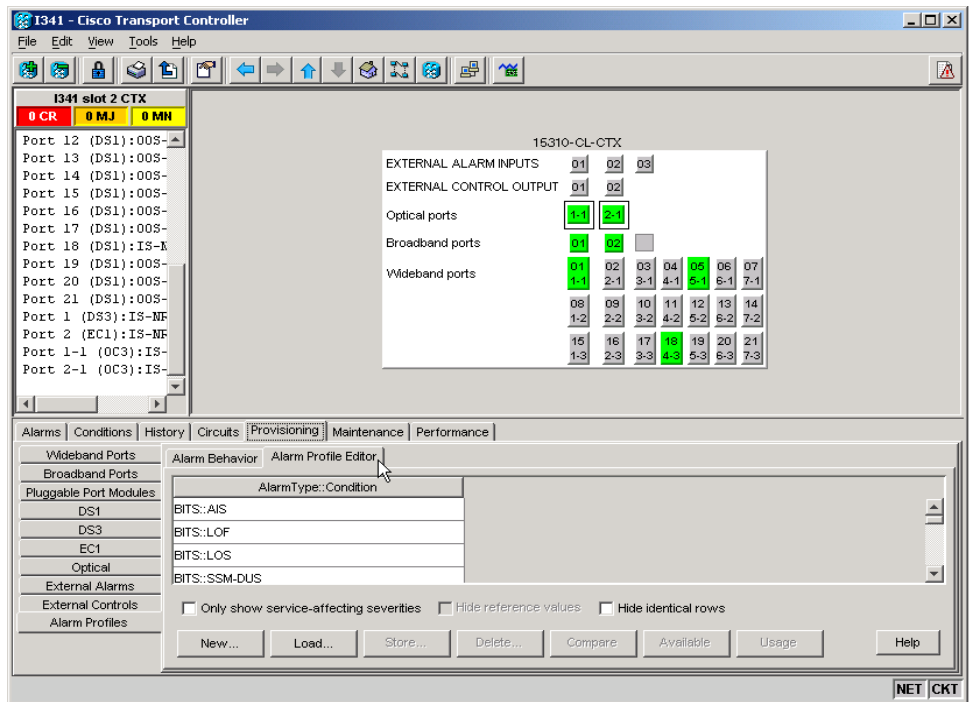 I341 - Cisco Transport Controller
File Edit View Tools Help
I341 slot 2 CTX
0 CR 0 MJ 0 MN
Port 12 (DS1):OOS-
Port 13 (DS1):OOS-
Port 14 (DS1):OOS-
Port 15 (DS1):OOS-
Port 16 (DS1):OOS-
Port 17 (DS1):OOS-
Port 18 (DS1):IS-N
Port 19 (DS1):OOS-
Port 20 (DS1):OOS-
Port 21 (DS1):OOS-
Port 1 (DS3):IS-NR
Port 2 (EC1):IS-NR
Port 1-1 (OC3):IS-
Port 2-1 (OC3):IS-
15310-CL-CTX
EXTERNAL ALARM INPUTS 01 02 03
EXTERNAL CONTROL OUTPUT 01 02
Optical ports 1-1 2-1
Broadband ports 01 02
Wideband ports
01 02 03 04 05 06 07
1-1 2-1 3-1 4-1 5-1 6-1 7-1
08 09 10 11 12 13 14
1-2 2-2 3-2 4-2 5-2 6-2 7-2
15 16 17 18 19 20 21
1-3 2-3 3-3 4-3 5-3 6-3 7-3
Alarms Conditions History Circuits Provisioning Maintenance Performance
Wideband Ports
Broadband Ports
Pluggable Port Modules
DS1
DS3
EC1
Optical
External Alarms
External Controls
Alarm Profiles
Alarm Behavior Alarm Profile Editor
AlarmType::Condition
BITS::AIS
BITS::LOF
BITS::LOS
BITS::SSM-DUS
Only show service-affecting severities Hide reference values Hide identical rows
New... Load... Store... Delete... Compare Available Usage Help
NET CKT